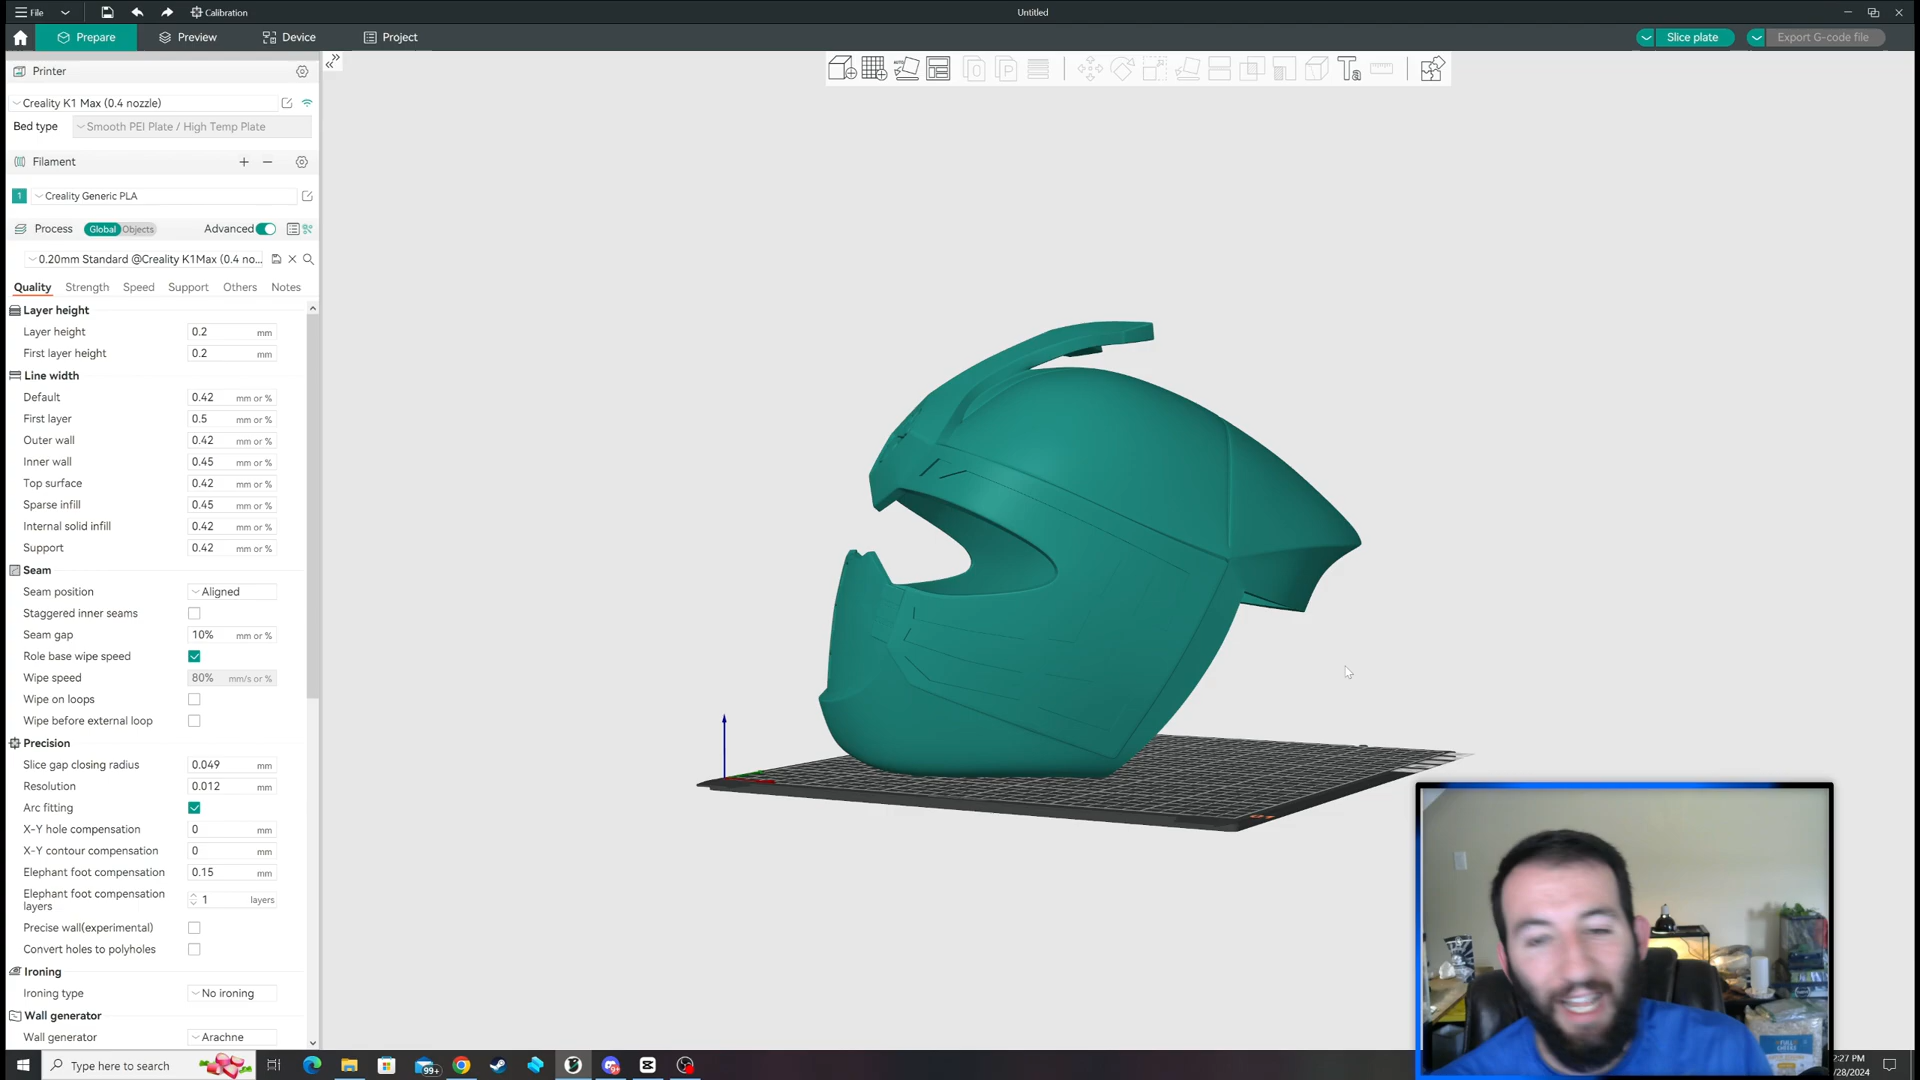 File
Calibration
Untitled
Prepare
Preview
Device
Project
Slice plate
Export G-code file
Printer
Creality K1 Max (0.4 nozzle)
Bed type
Smooth PEI Plate / High Temp Plate
Filament
1
Creality Generic PLA
Process
Global
Objects
Advanced
0.20mm Standard @Creality K1Max (0.4 no...
Quality
Strength
Speed
Support
Others
Notes
Layer height
Layer height 0.2 mm
First layer height 0.2 mm
Line width
Default 0.42 mm or %
First layer 0.5 mm or %
Outer wall 0.42 mm or %
Inner wall 0.45 mm or %
Top surface 0.42 mm or %
Sparse infill 0.45 mm or %
Internal solid infill 0.42 mm or %
Support 0.42 mm or %
Seam
Seam position Aligned
Staggered inner seams
Seam gap 10% mm or %
Role base wipe speed
Wipe speed 80% mm/s or %
Wipe on loops
Wipe before external loop
Precision
Slice gap closing radius 0.049 mm
Resolution 0.012 mm
Arc fitting
X-Y hole compensation 0 mm
X-Y contour compensation 0 mm
Elephant foot compensation 0.15 mm
Elephant foot compensation
layers 1 layers
Precise wall(experimental)
Convert holes to polyholes
Ironing
Ironing type No ironing
Wall generator
Wall generator Arachne
Type here to search
99+
2:27 PM
/28/2024